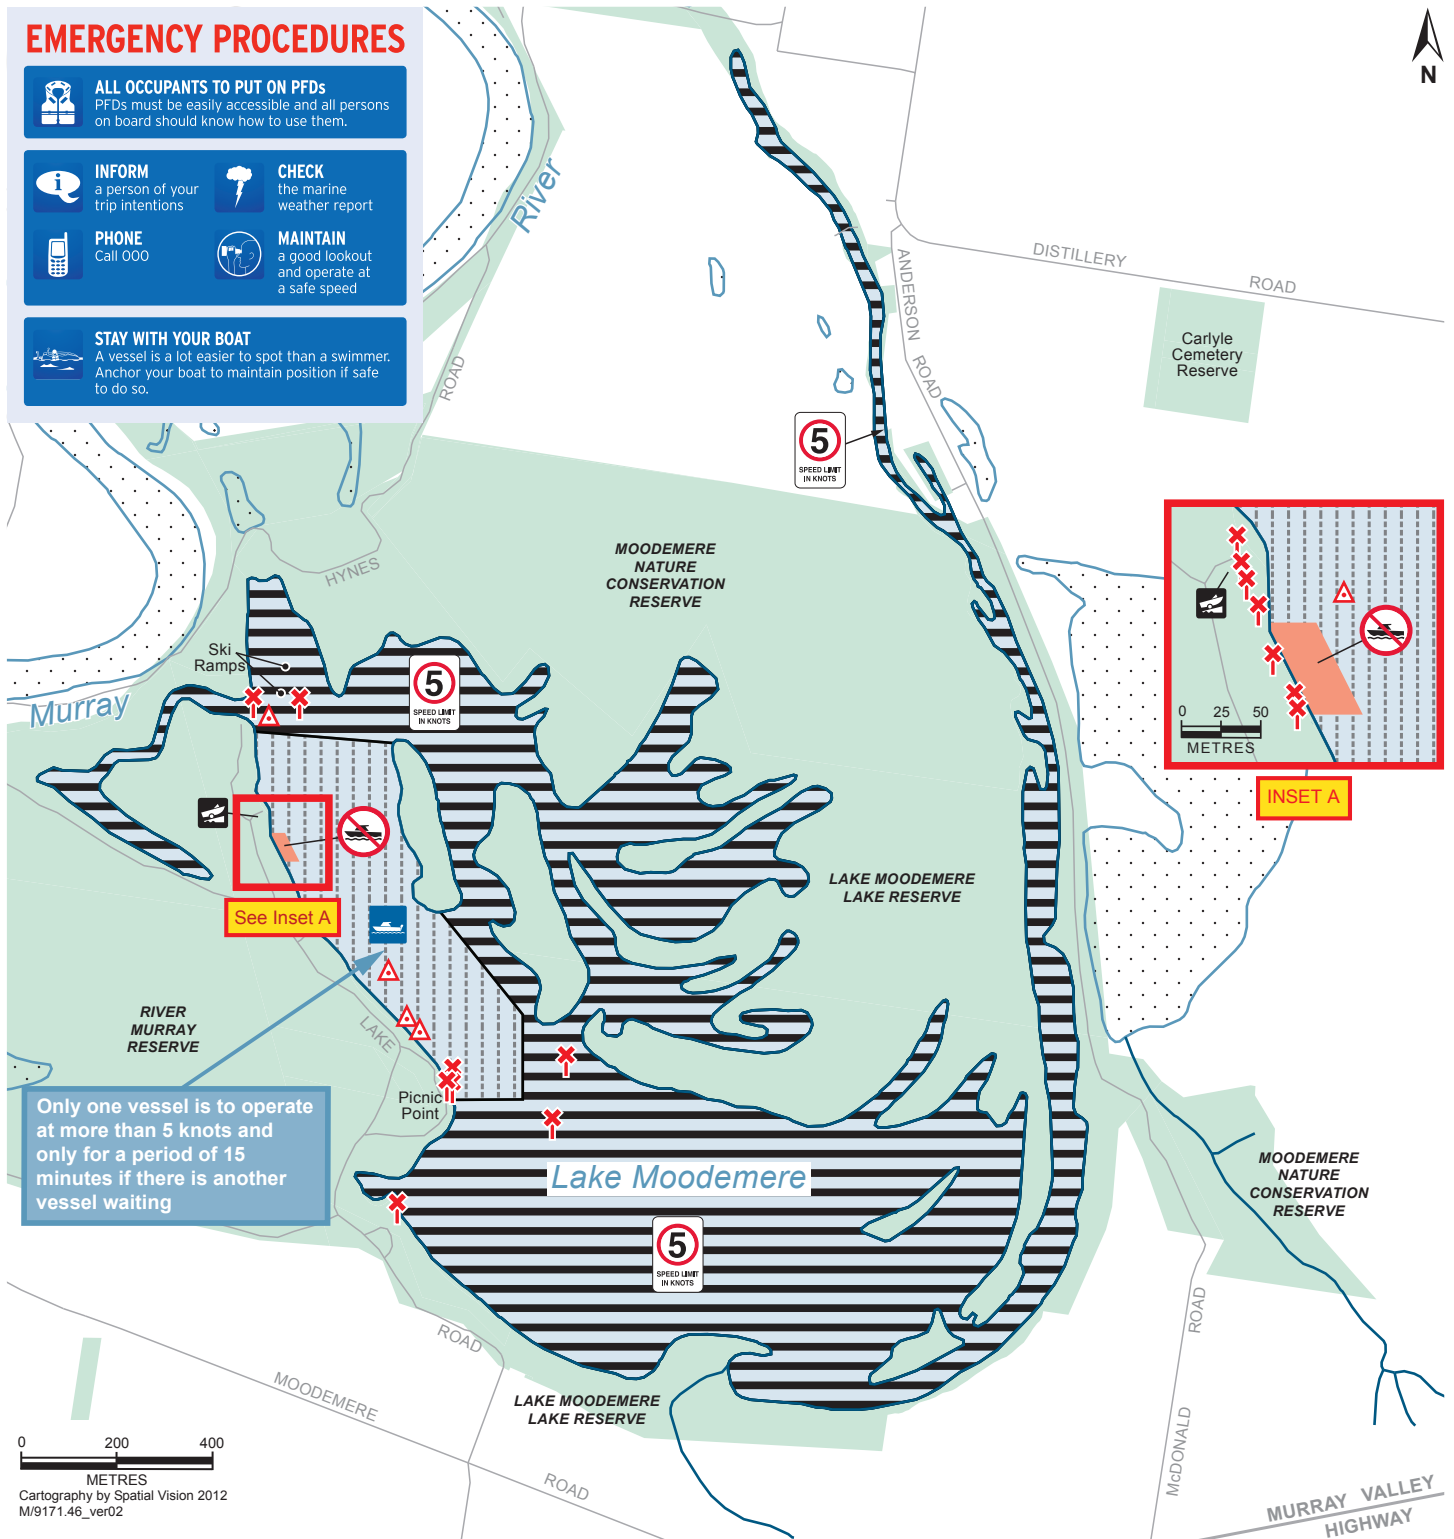 EMERGENCY PROCEDURES
ALL OCCUPANTS TO PUT ON PFDs
PFDs must be easily accessible and all persons
on board should know how to use them.
INFORM
a person of your
trip intentions
CHECK
the marine
weather report
PHONE
Call 000
MAINTAIN
a good lookout
and operate at
a safe speed
STAY WITH YOUR BOAT
A vessel is a lot easier to spot than a swimmer.
Anchor your boat to maintain position if safe
to do so.
N
River
ROAD
DISTILLERY
ROAD
ANDERSON
ROAD
Carlyle
Cemetery
Reserve
5
SPEED LIMIT
IN KNOTS
HYNES
MOODEMERE
NATURE
CONSERVATION
RESERVE
Ski
Ramps
Murray
5
SPEED LIMIT
IN KNOTS
0 25 50
METRES
INSET A
See Inset A
LAKE MOODEMERE
LAKE RESERVE
RIVER
MURRAY
RESERVE
LAKE
Picnic
Point
Only one vessel is to operate
at more than 5 knots and
only for a period of 15
minutes if there is another
vessel waiting
Lake Moodemere
5
SPEED LIMIT
IN KNOTS
MOODEMERE
NATURE
CONSERVATION
RESERVE
ROAD
MOODEMERE
ROAD
LAKE MOODEMERE
LAKE RESERVE
McDONALD
ROAD
MURRAY VALLEY
HIGHWAY
0 200 400
METRES
Cartography by Spatial Vision 2012
M/9171.46_ver02